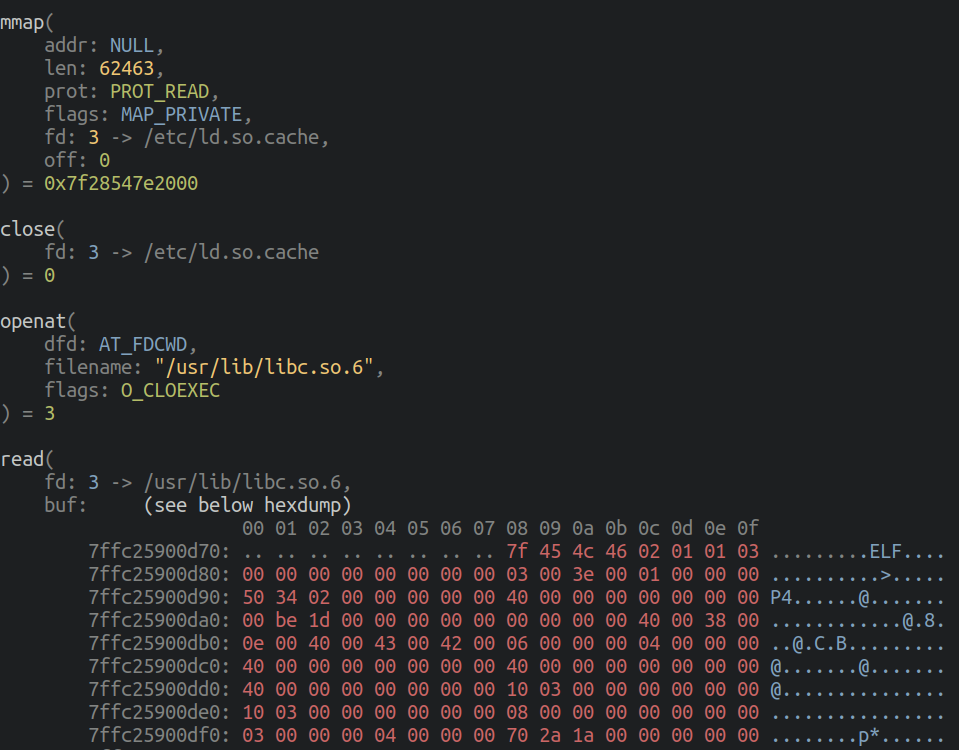 mmap(
    addr: NULL,
    len: 62463,
    prot: PROT_READ,
    flags: MAP_PRIVATE,
    fd: 3 -> /etc/ld.so.cache,
    off: 0
) = 0x7f28547e2000

close(
    fd: 3 -> /etc/ld.so.cache
) = 0

openat(
    dfd: AT_FDCWD,
    filename: "/usr/lib/libc.so.6",
    flags: O_CLOEXEC
) = 3

read(
    fd: 3 -> /usr/lib/libc.so.6,
    buf:     (see below hexdump)
                      00 01 02 03 04 05 06 07 08 09 0a 0b 0c 0d 0e 0f
        7ffc25900d70: .. .. .. .. .. .. .. .. 7f 45 4c 46 02 01 01 03 .........ELF....
        7ffc25900d80: 00 00 00 00 00 00 00 00 03 00 3e 00 01 00 00 00 ..........>.....
        7ffc25900d90: 50 34 02 00 00 00 00 00 40 00 00 00 00 00 00 00 P4......@.......
        7ffc25900da0: 00 be 1d 00 00 00 00 00 00 00 00 00 40 00 38 00 ............@.8.
        7ffc25900db0: 0e 00 40 00 43 00 42 00 06 00 00 00 04 00 00 00 ..@.C.B.........
        7ffc25900dc0: 40 00 00 00 00 00 00 00 40 00 00 00 00 00 00 00 @.......@.......
        7ffc25900dd0: 40 00 00 00 00 00 00 00 10 03 00 00 00 00 00 00 @...............
        7ffc25900de0: 10 03 00 00 00 00 00 00 08 00 00 00 00 00 00 00 ................
        7ffc25900df0: 03 00 00 00 04 00 00 00 70 2a 1a 00 00 00 00 00 ........p*......